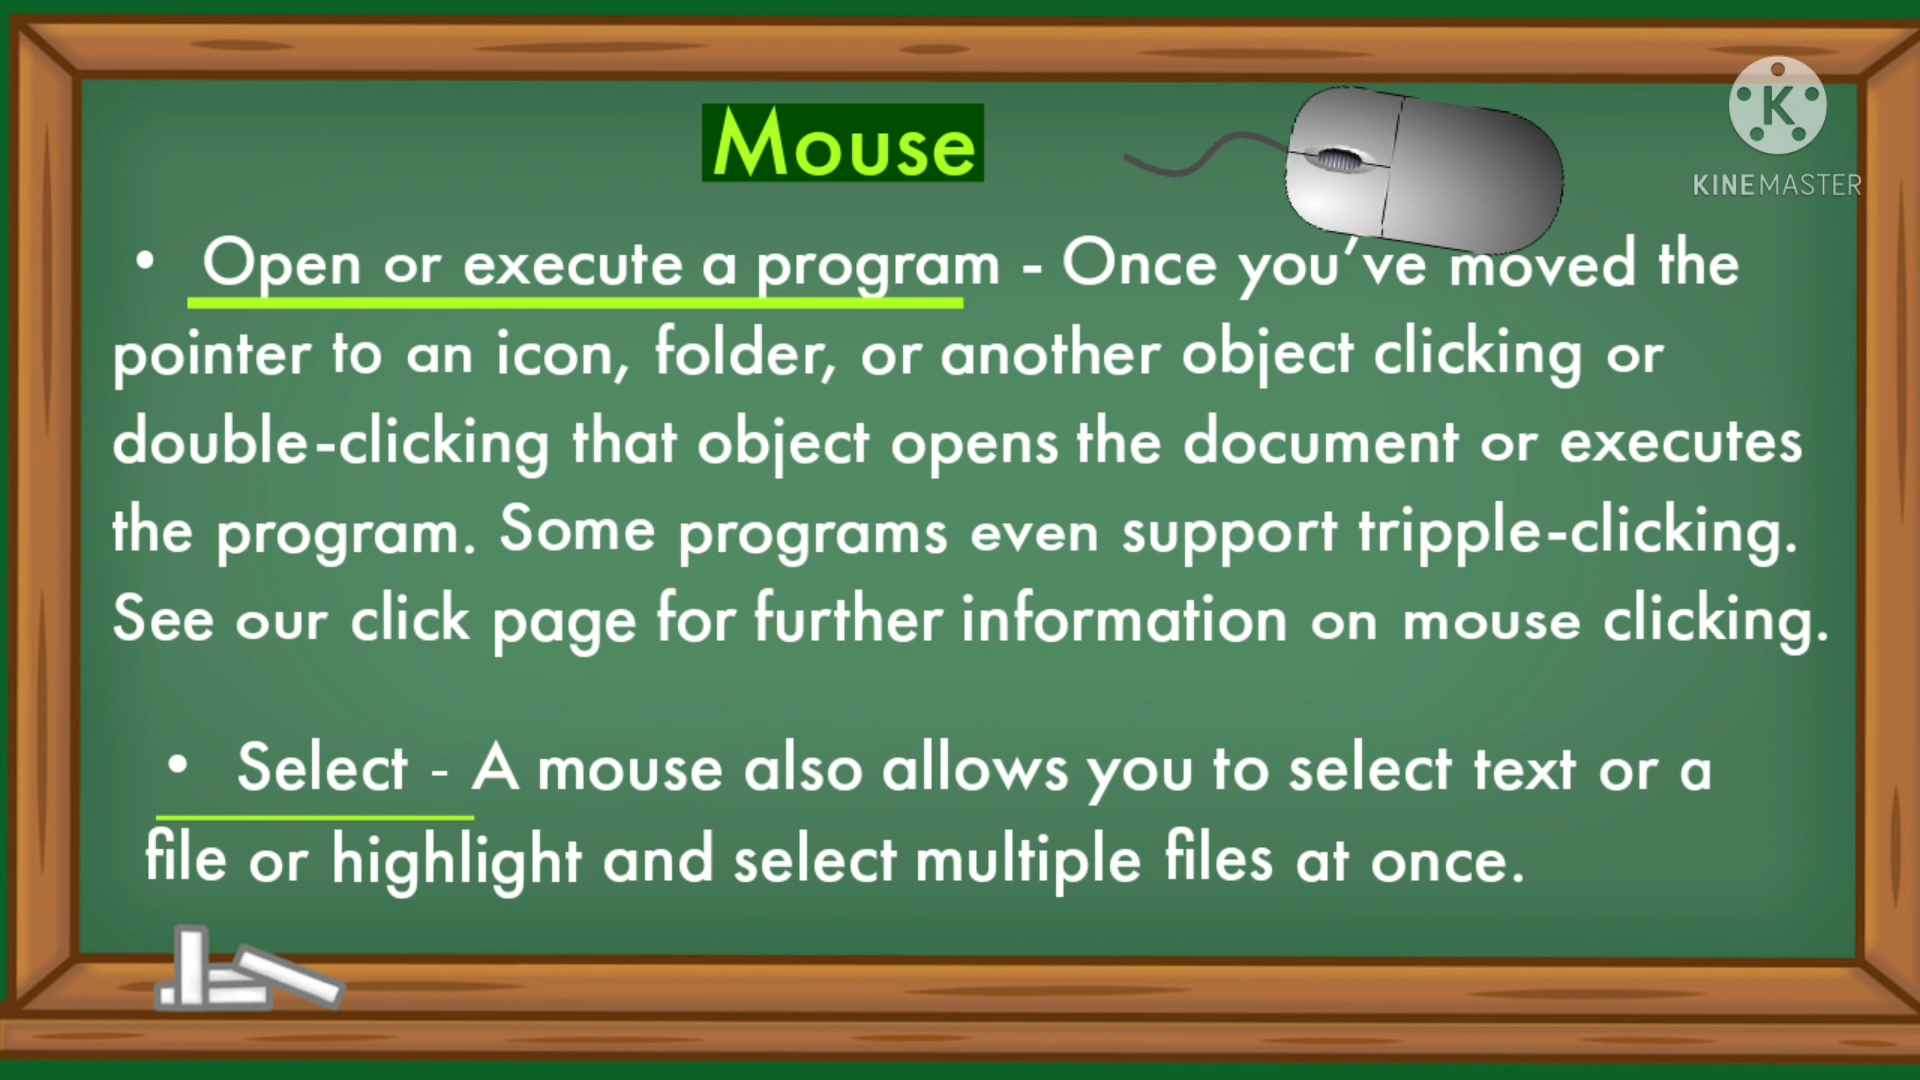 Mouse
K
KINEMASTER
• Open or execute a program - Once you've moved the
pointer to an icon, folder, or another object clicking or
double-clicking that object opens the document or executes
the program. Some programs even support tripple-clicking.
See our click page for further information on mouse clicking.
• Select - A mouse also allows you to select text or a
file or highlight and select multiple files at once.